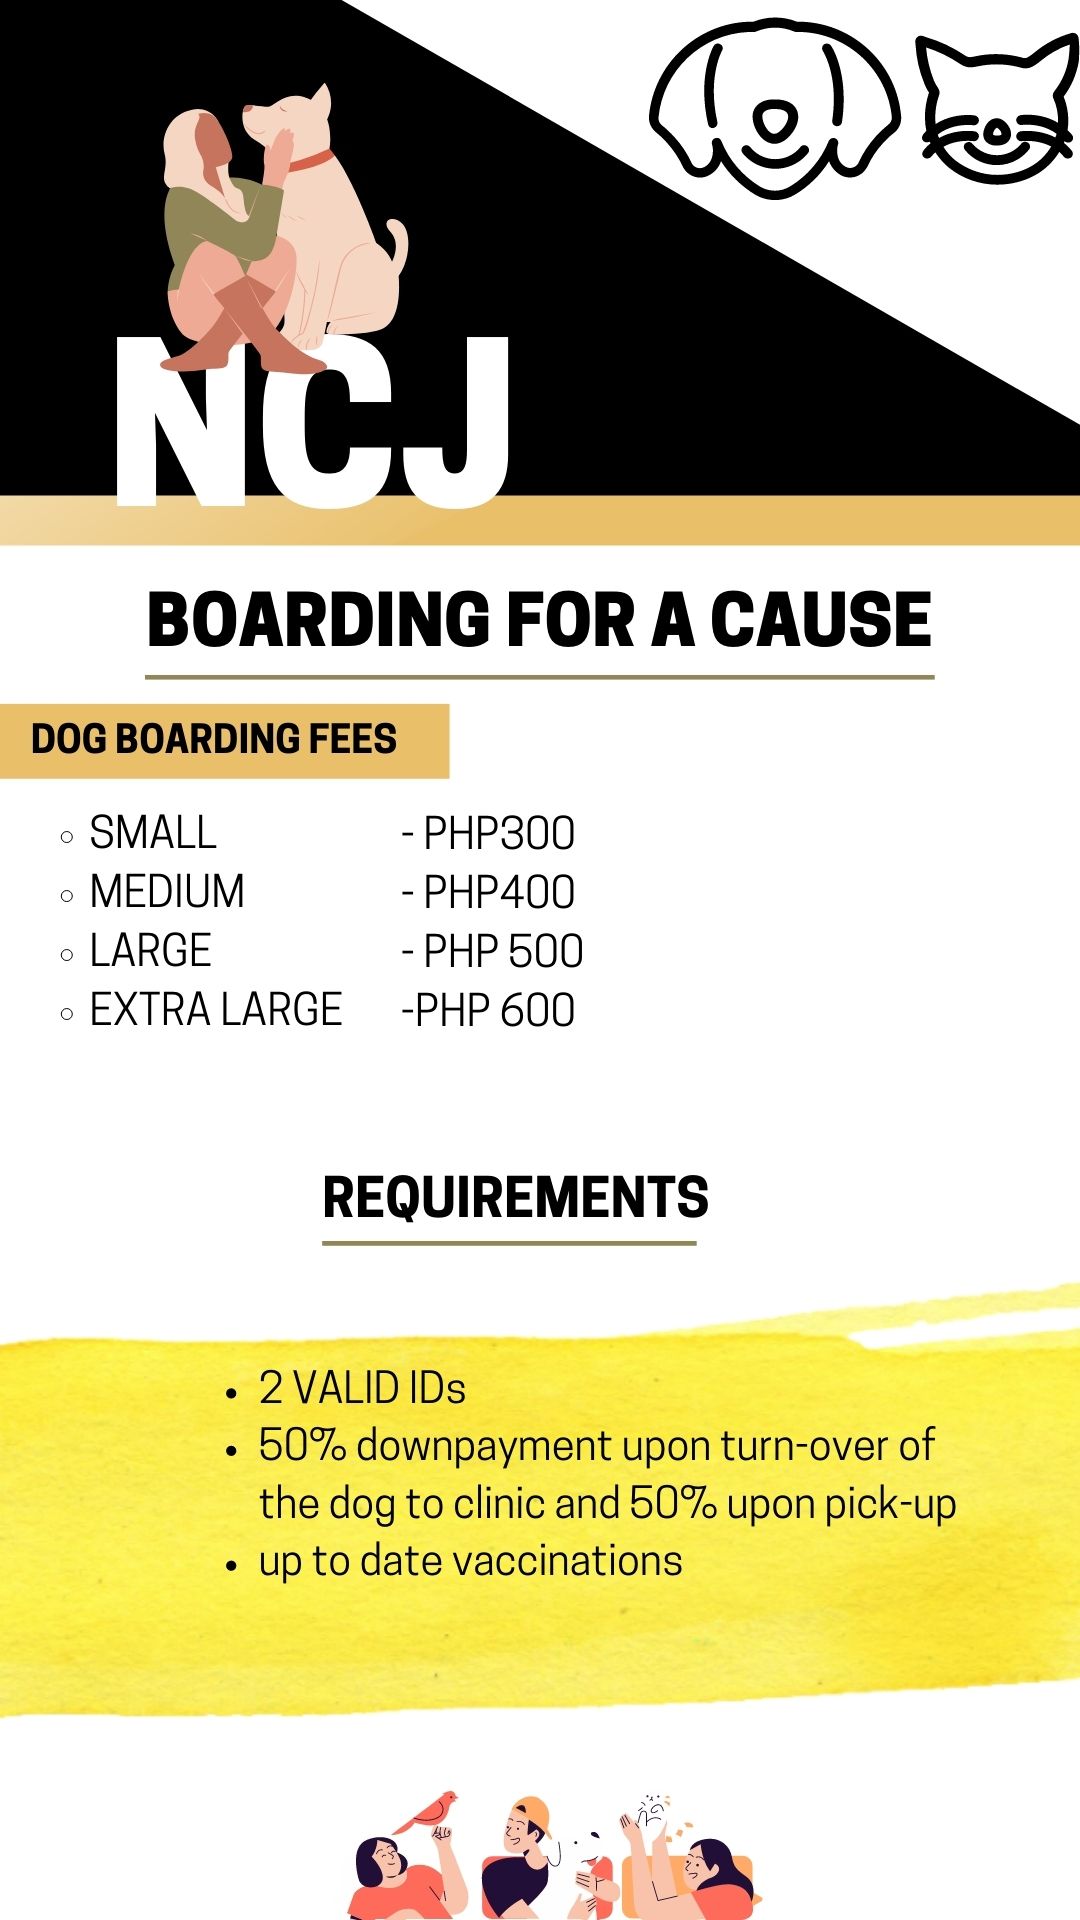 NCJ
BOARDING FOR A CAUSE
DOG BOARDING FEES
SMALL - PHP300
MEDIUM - PHP400
LARGE - PHP 500
EXTRA LARGE -PHP 600
REQUIREMENTS
2 VALID IDs
50% downpayment upon turn-over of
the dog to clinic and 50% upon pick-up
up to date vaccinations